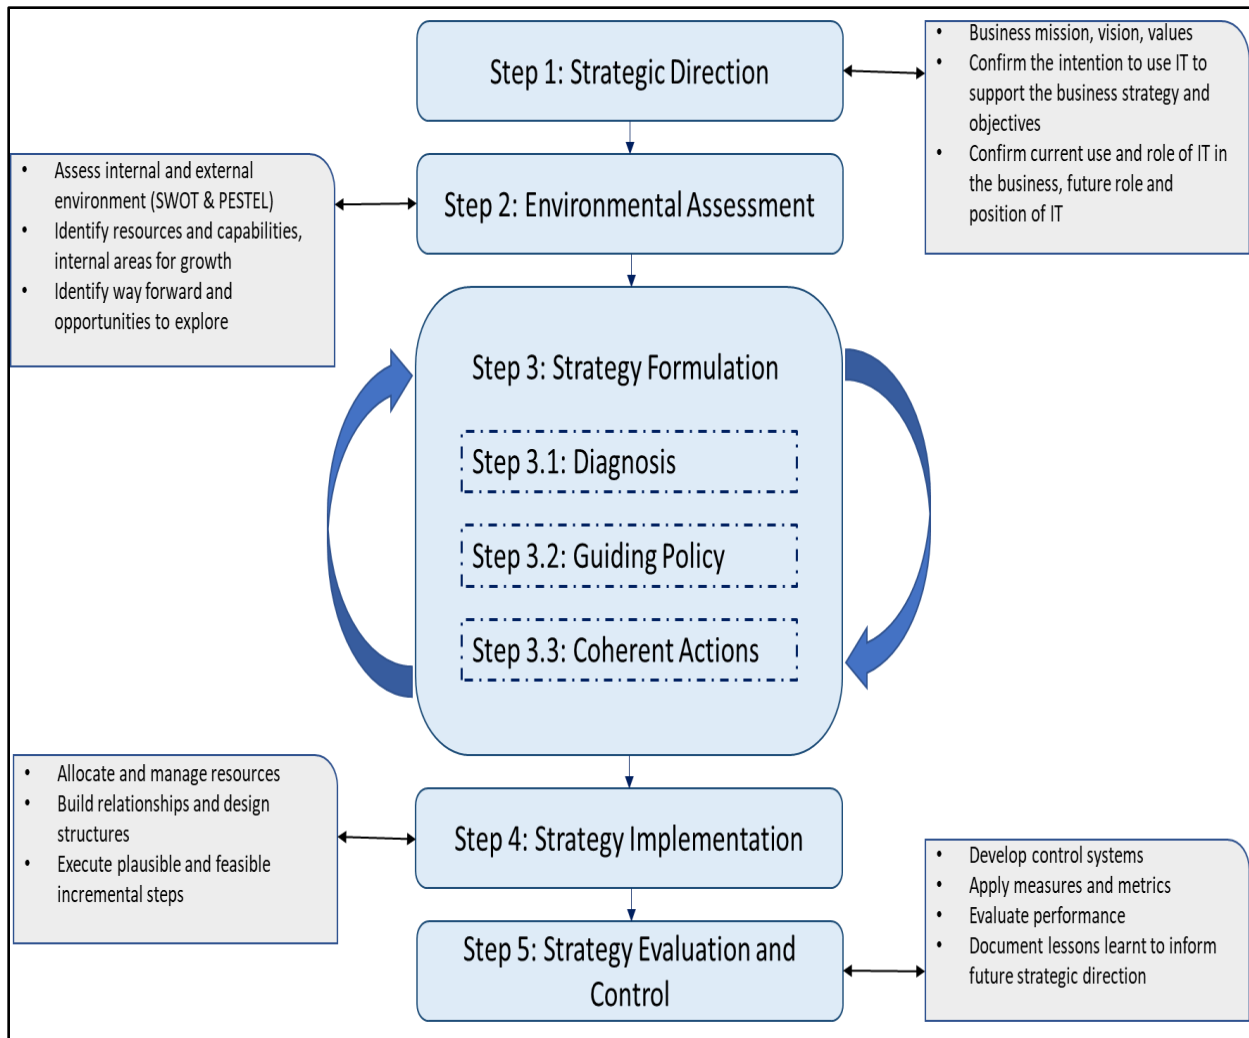 Step 1: Strategic Direction
• Business mission, vision, values
• Confirm the intention to use IT to
support the business strategy and
objectives
• Confirm current use and role of IT in
the business, future role and
position of IT
• Assess internal and external
environment (SWOT & PESTEL)
• Identify resources and capabilities,
internal areas for growth
• Identify way forward and
opportunities to explore
Step 2: Environmental Assessment
Step 3: Strategy Formulation
Step 3.1: Diagnosis
Step 3.2: Guiding Policy
Step 3.3: Coherent Actions
• Allocate and manage resources
• Build relationships and design
structures
• Execute plausible and feasible
incremental steps
Step 4: Strategy Implementation
Step 5: Strategy Evaluation and
Control
• Develop control systems
• Apply measures and metrics
• Evaluate performance
• Document lessons learnt to inform
future strategic direction